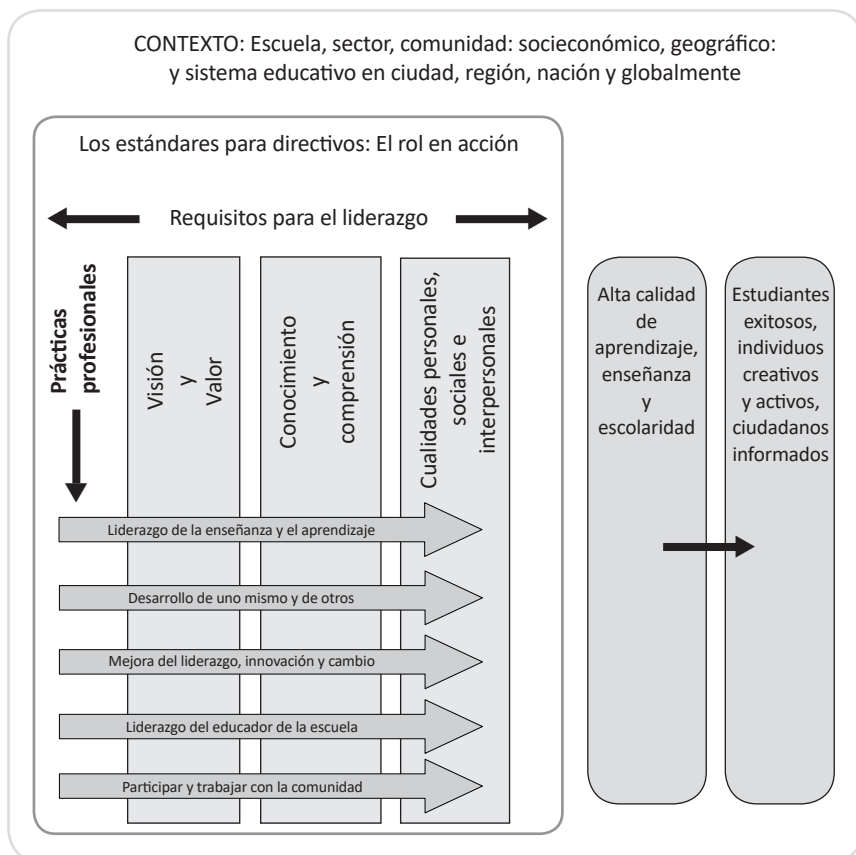 CONTEXTO: Escuela, sector, comunidad: socieconómico, geográfico:
y sistema educativo en ciudad, región, nación y globalmente
Los estándares para directivos: El rol en acción
Requisitos para el liderazgo
Prácticas
profesionales
Visión
y
Valor
Conocimiento
y
comprensión
Cualidades personales,
sociales e
interpersonales
Alta calidad
de
aprendizaje,
enseñanza
y
escolaridad
Estudiantes
exitosos,
individuos
creativos
y activos,
ciudadanos
informados
Liderazgo de la enseñanza y el aprendizaje
Desarrollo de uno mismo y de otros
Mejora del liderazgo, innovación y cambio
Liderazgo del educador de la escuela
Participar y trabajar con la comunidad